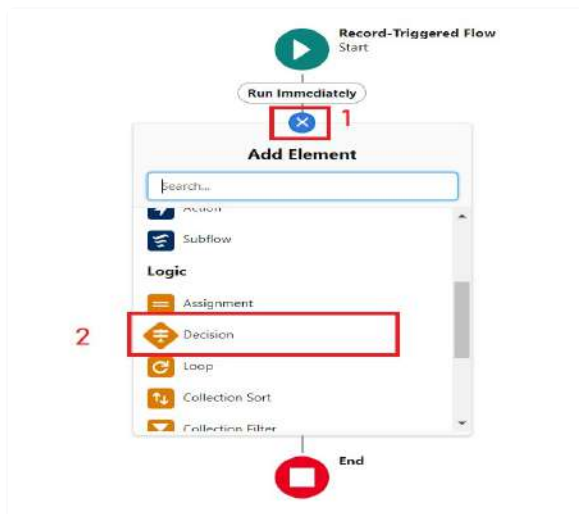 Record-Triggered Flow
Start
Run Immediately
1
Add Element
Search...
Action
Subflow
Logic
Assignment
2
Decision
Loop
Collection Sort
Collection Filter
End